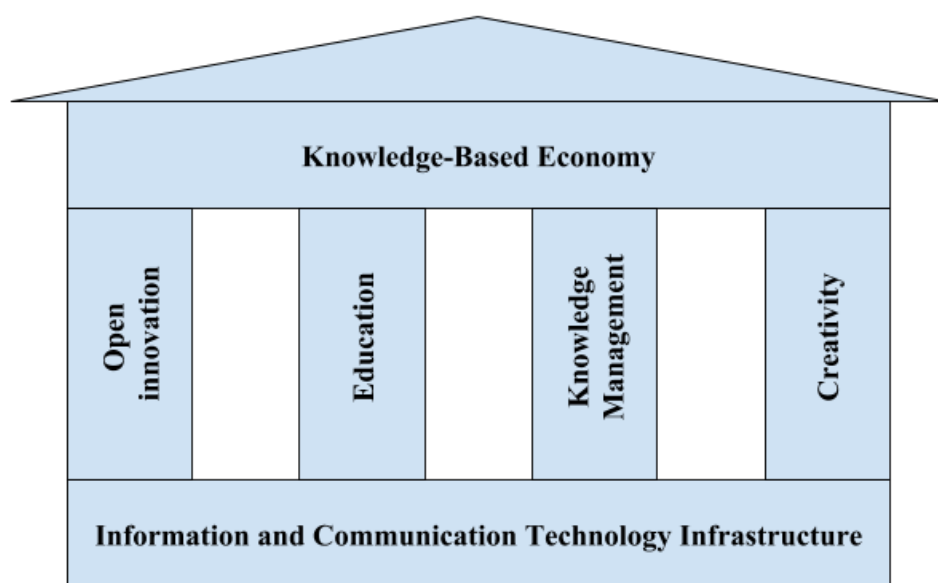 Knowledge-Based Economy
Open
innovation
Education
Knowledge
Management
Creativity
Information and Communication Technology Infrastructure